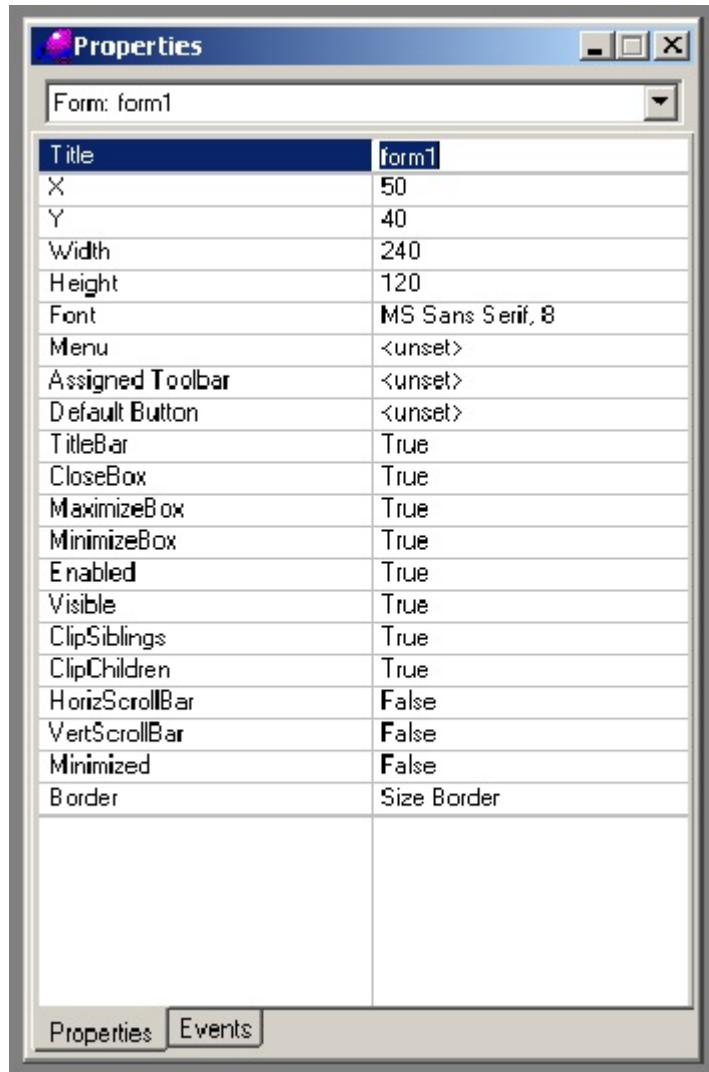 Properties
Form: form1
Title form1
X 50
Y 40
Width 240
Height 120
Font MS Sans Serif, 8
Menu <unset>
Assigned Toolbar <unset>
Default Button <unset>
TitleBar True
CloseBox True
MaximizeBox True
MinimizeBox True
Enabled True
Visible True
ClipSiblings True
ClipChildren True
HorizScrollBar False
VertScrollBar False
Minimized False
Border Size Border
Properties Events